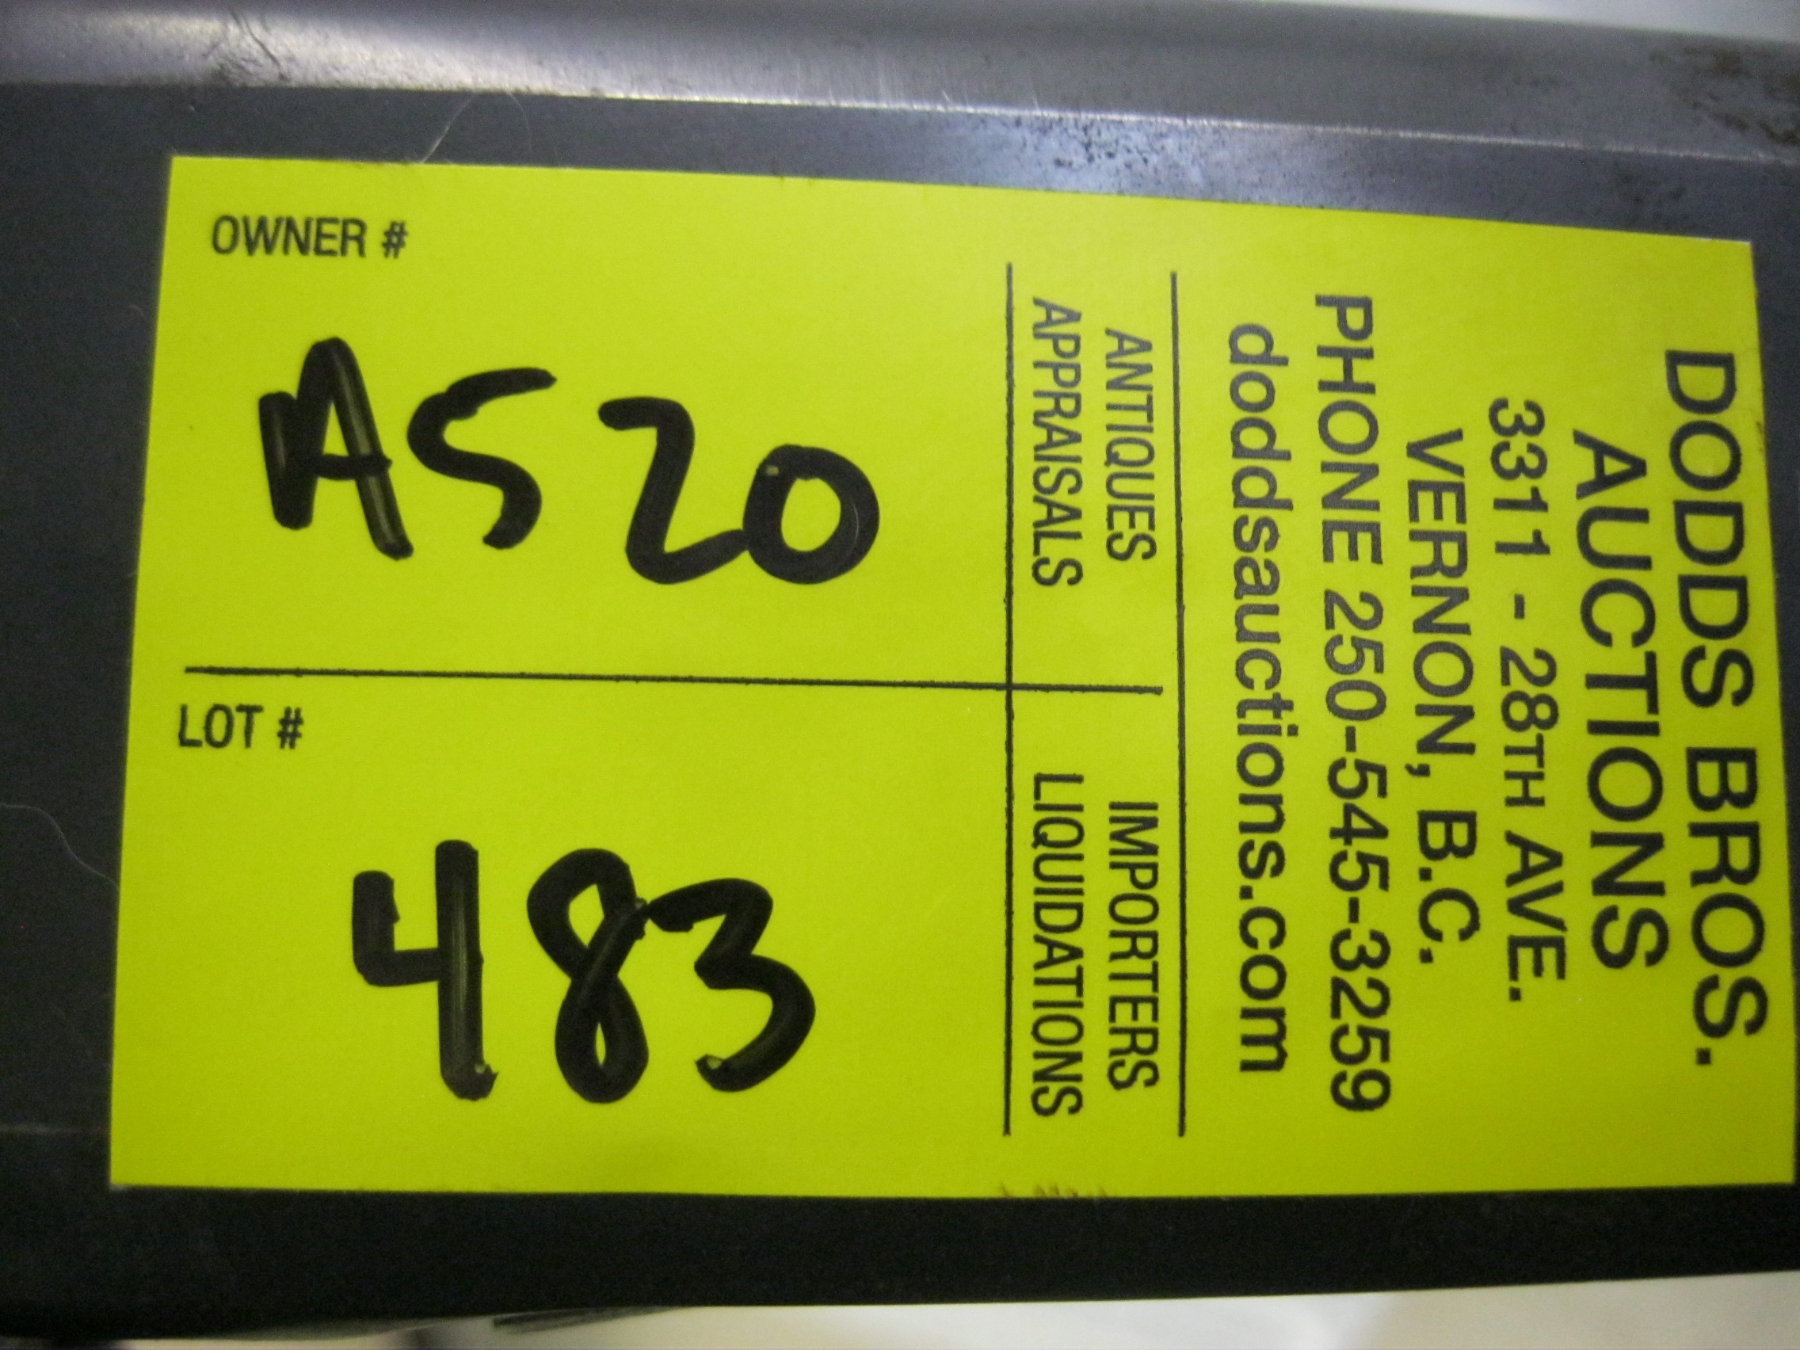 DODDS BROS.
AUCTIONS
3311 - 28TH AVE.
VERNON, B.C.
PHONE 250-545-3259
doddsauctions.com
ANTIQUES
APPRAISALS
IMPORTERS
LIQUIDATIONS
OWNER #
AS20
LOT #
483